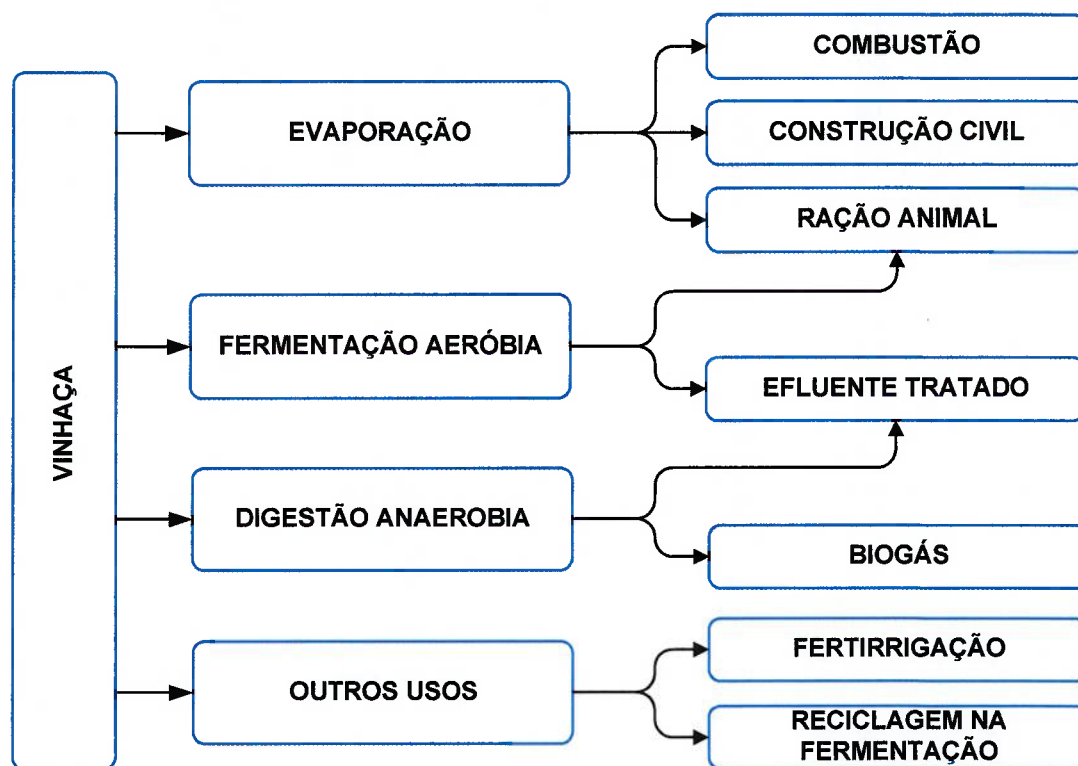 VINHAÇA
EVAPORAÇÃO
COMBUSTÃO
CONSTRUÇÃO CIVIL
RAÇÃO ANIMAL
FERMENTAÇÃO AERÓBIA
EFLUENTE TRATADO
DIGESTÃO ANAEROBIA
BIOGÁS
OUTROS USOS
FERTIRRIGAÇÃO
RECICLAGEM NA
FERMENTAÇÃO